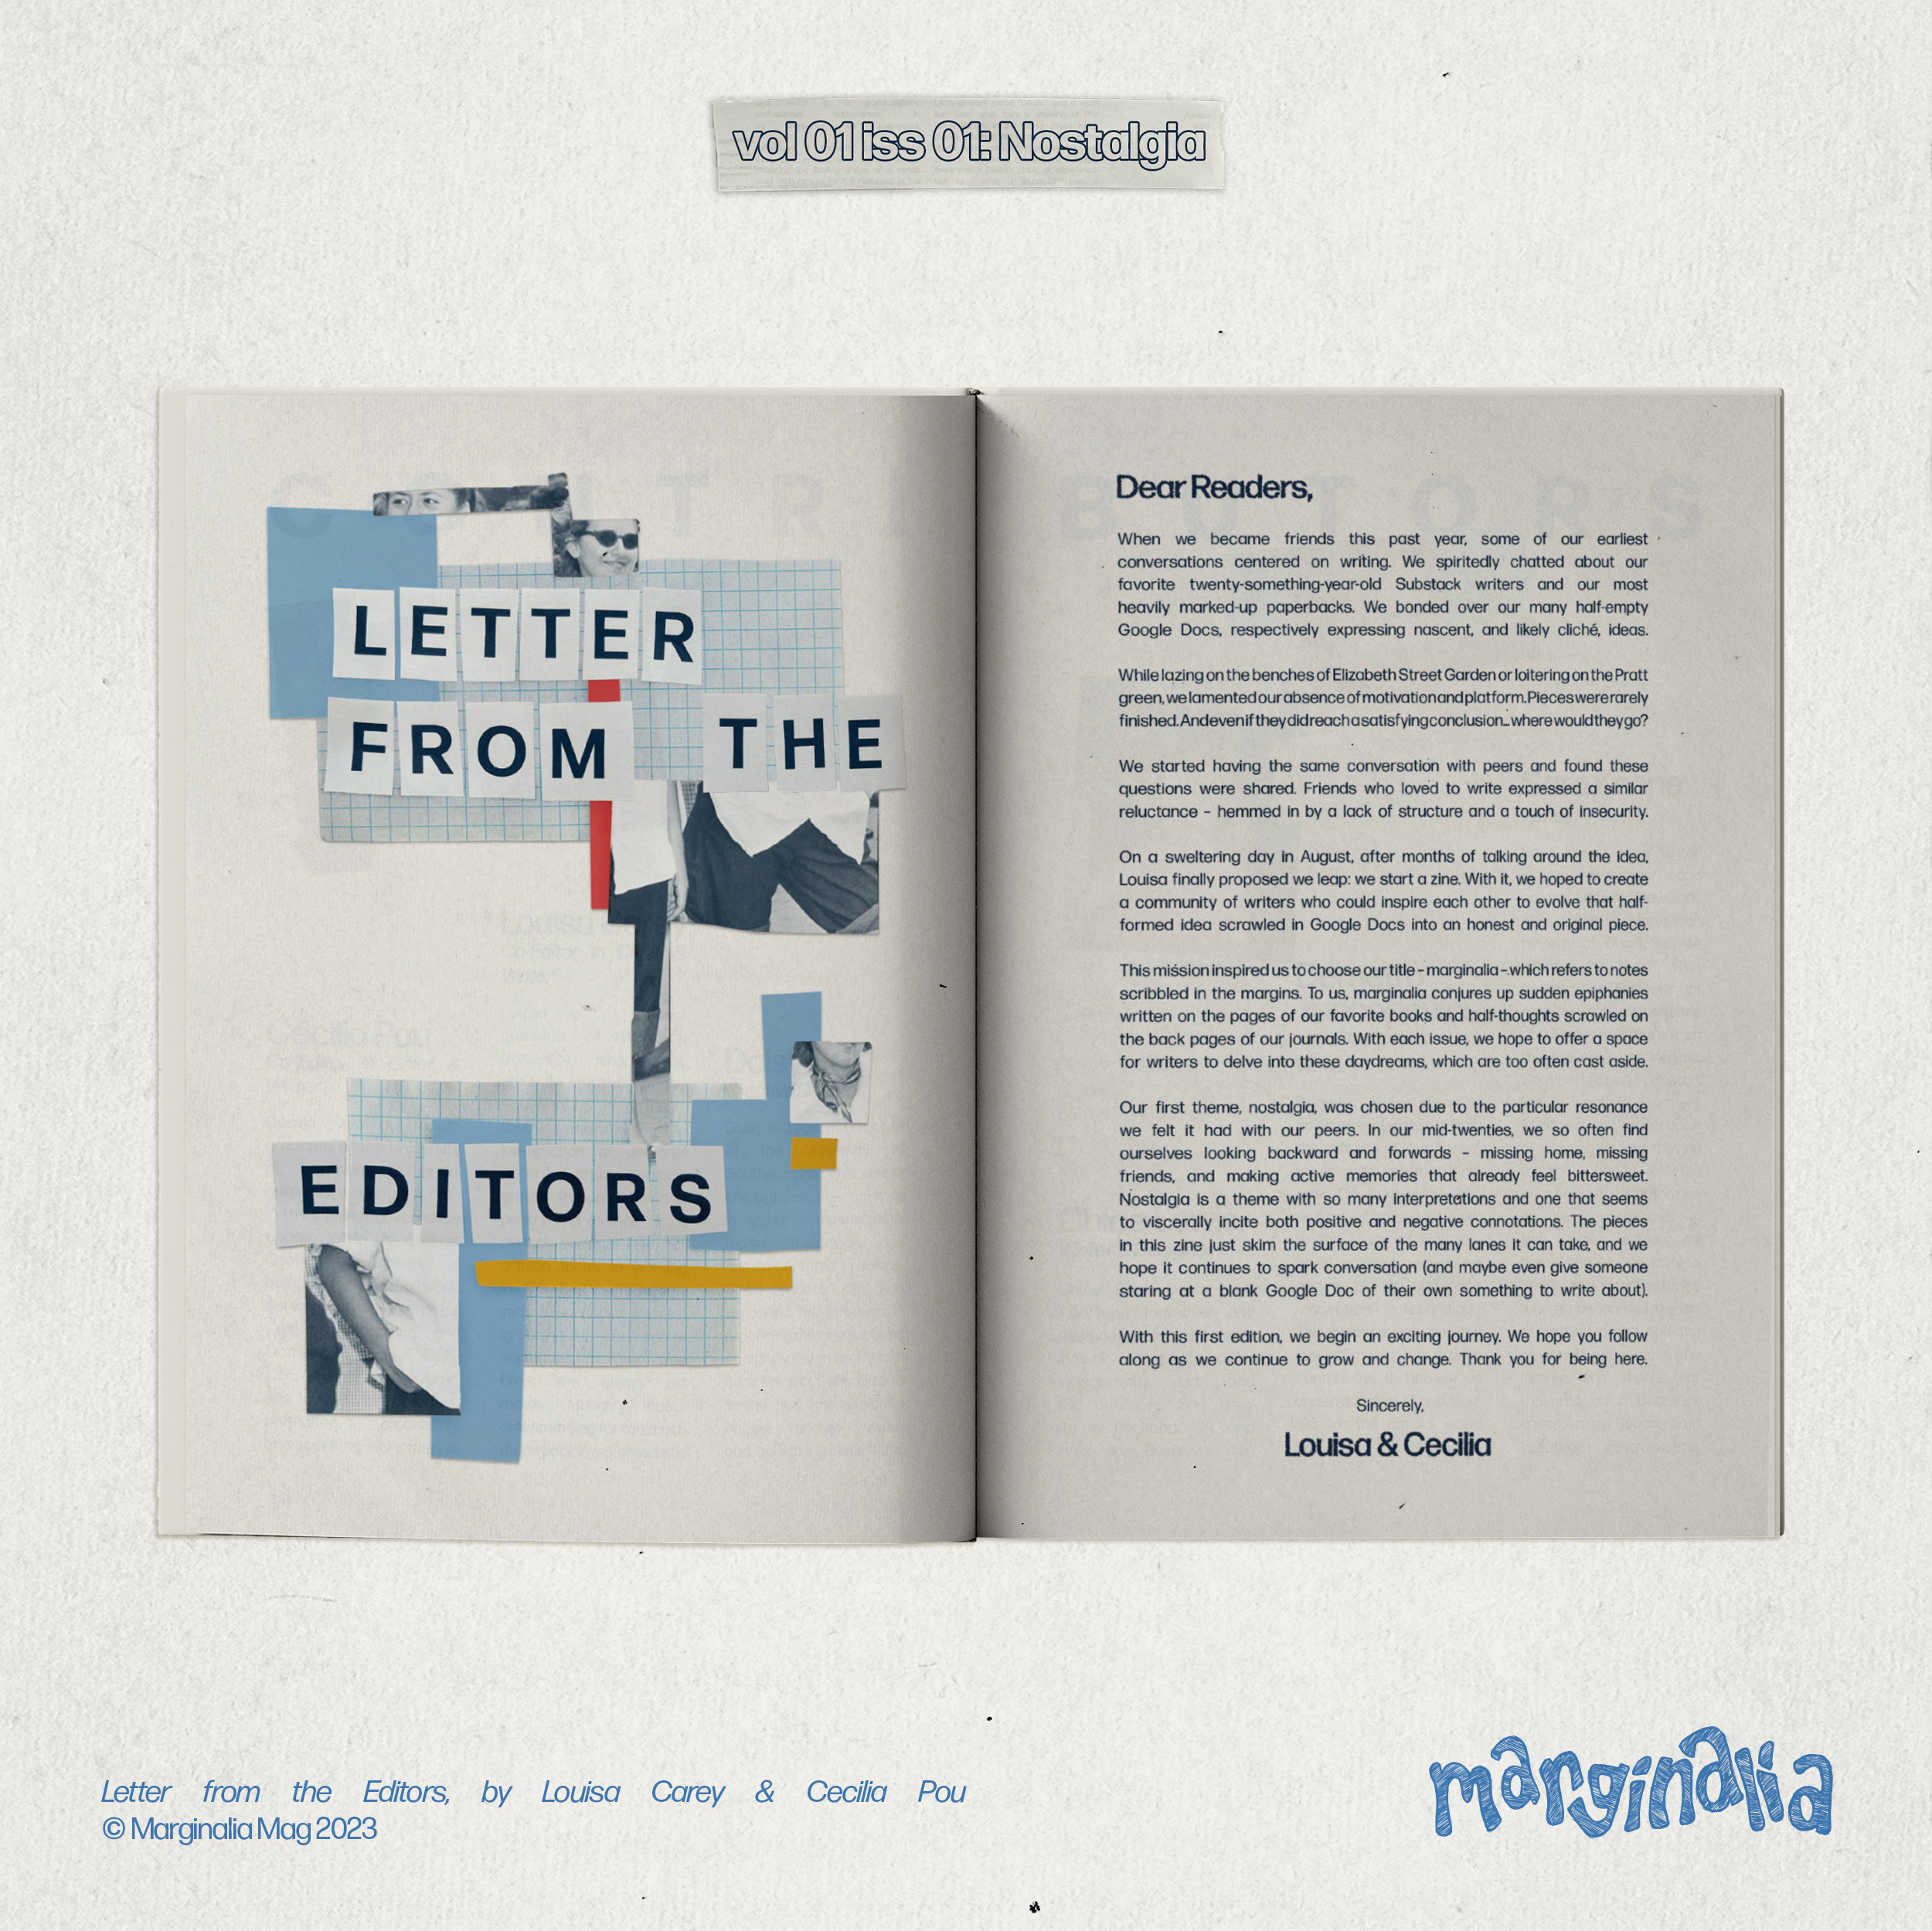 vol 01 iss 01: Nostalgia
LETTER
FROM THE
EDITORS
Dear Readers,
When we became friends this past year, some of our earliest
conversations centered on writing. We spiritedly chatted about our
favorite twenty-something-year-old Substack writers and our most
heavily marked-up paperbacks. We bonded over our many half-empty
Google Docs, respectively expressing nascent, and likely cliché, ideas.
While lazing on the benches of Elizabeth Street Garden or loitering on the Pratt
green, we lamented our absence of motivation and platform. Pieces were rarely
finished. And even if they did reach a satisfying conclusion... where would they go?
We started having the same conversation with peers and found these
questions were shared. Friends who loved to write expressed a similar
reluctance - hemmed in by a lack of structure and a touch of insecurity.
On a sweltering day in August, after months of talking around the idea,
Louisa finally proposed we leap: we start a zine. With it, we hoped to create
a community of writers who could inspire each other to evolve that half-
formed idea scrawled in Google Docs into an honest and original piece.
This mission inspired us to choose our title - marginalia - which refers to notes
scribbled in the margins. To us, marginalia conjures up sudden epiphanies
written on the pages of our favorite books and half-thoughts scrawled on
the back pages of our journals. With each issue, we hope to offer a space
for writers to delve into these daydreams, which are too often cast aside.
Our first theme, nostalgia, was chosen due to the particular resonance
we felt it had with our peers. In our mid-twenties, we so often find
ourselves looking backward and forwards - missing home, missing
friends, and making active memories that already feel bittersweet.
Nostalgia is a theme with so many interpretations and one that seems
to viscerally incite both positive and negative connotations. The pieces
in this zine just skim the surface of the many lanes it can take, and we
hope it continues to spark conversation (and maybe even give someone
staring at a blank Google Doc of their own something to write about).
With this first edition, we begin an exciting journey. We hope you follow
along as we continue to grow and change. Thank you for being here.
Sincerely,
Louisa & Cecilia
Letter from the Editors, by Louisa Carey & Cecilia Pou
© Marginalia Mag 2023
marginalia